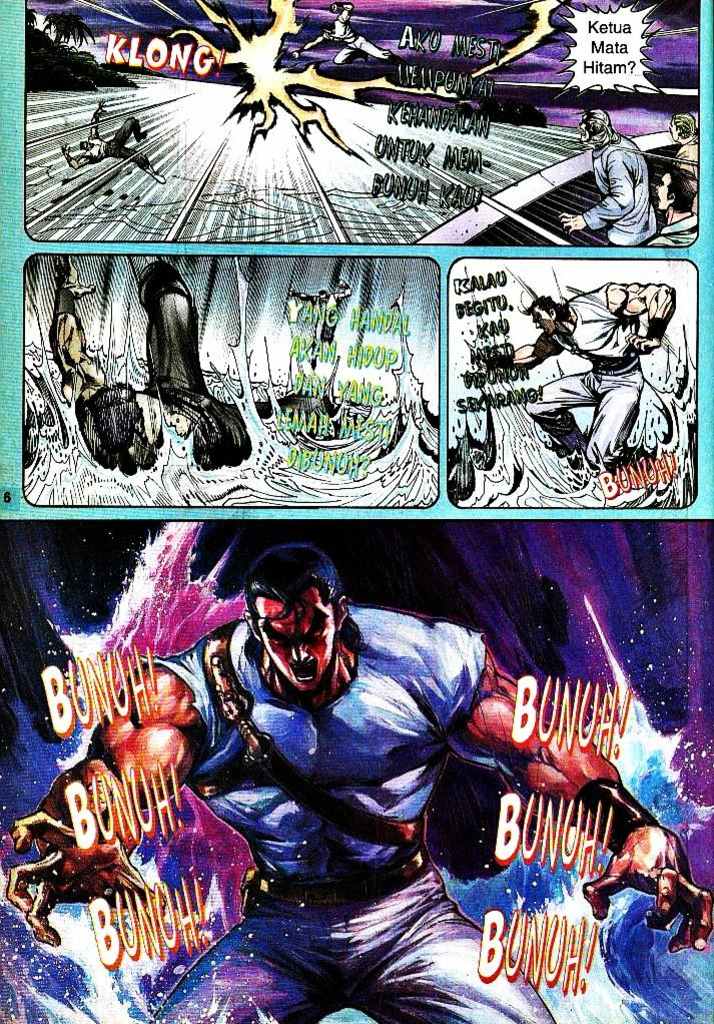 KLONG!
AKU MESTI
MEMPUNYAI
KEHANDALAN
UNTUK MEM-
BUNUH KAU!
Ketua
Mata
Hitam?
YANG HANDAL
AKAN HIDUP
DAN YANG
LEMAH MESTI
DIBUNUH?
KALAU
BEGITU,
KAU
MESTI
DIBUNUH
SEKARANG!
BUNUH!
6
BUNUH!
BUNUH!
BUNUH!
BUNUH!
BUNUH!
BUNUH!